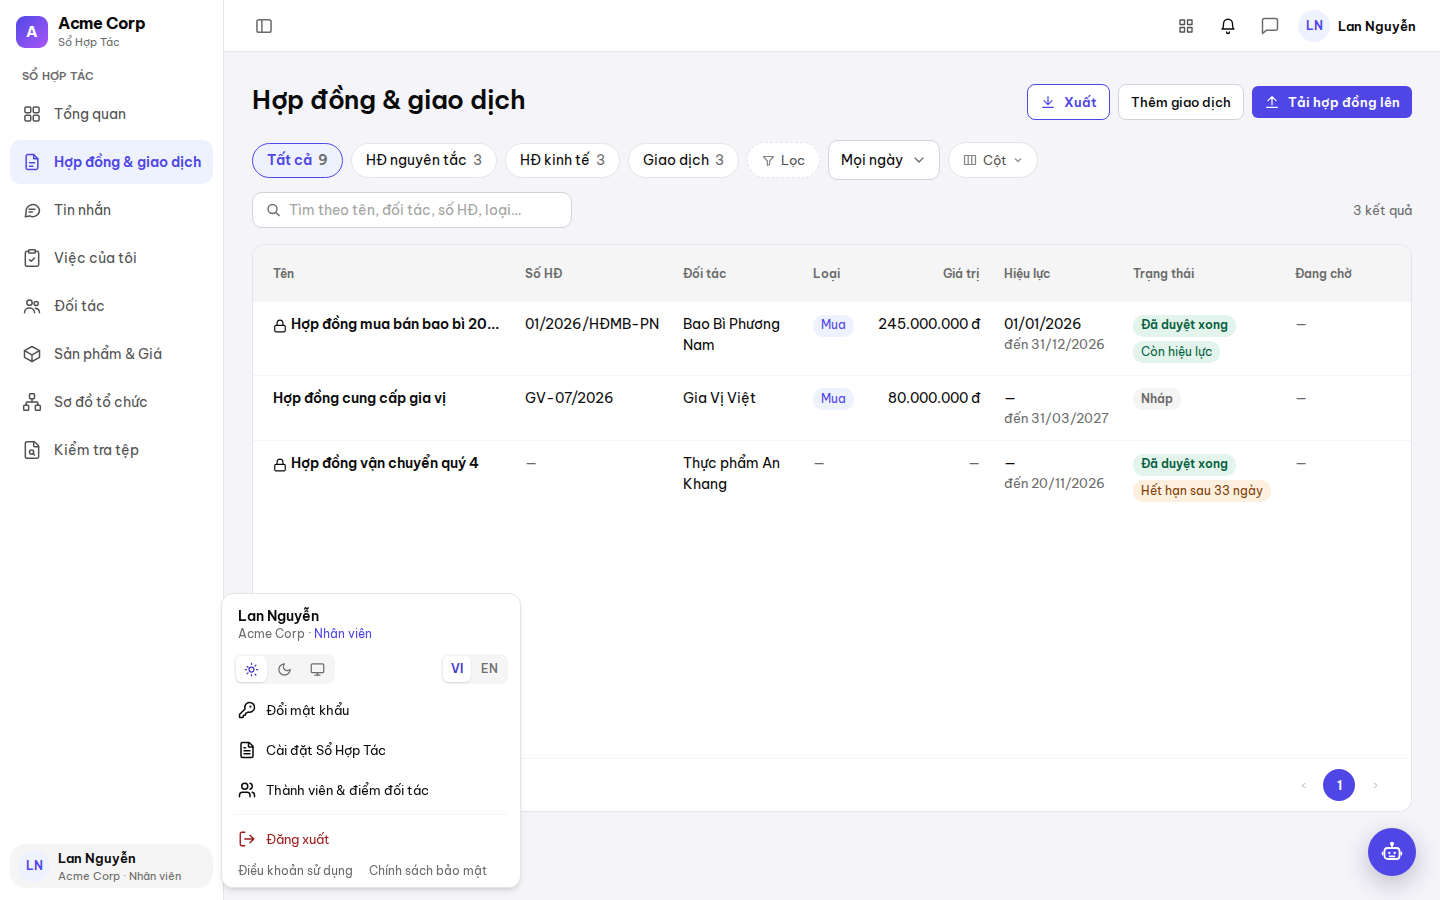 A
Acme Corp
Sổ Hợp Tác
SỔ HỢP TÁC
Tổng quan
Hợp đồng & giao dịch
Tin nhắn
Việc của tôi
Đối tác
Sản phẩm & Giá
Sơ đồ tổ chức
Kiểm tra tệp
LN
Lan Nguyễn
Acme Corp · Nhân viên
LN Lan Nguyễn
Hợp đồng & giao dịch
Xuất
Thêm giao dịch
Tải hợp đồng lên
Tất cả 9
HĐ nguyên tắc 3
HĐ kinh tế 3
Giao dịch 3
Lọc
Mọi ngày
Cột
Tìm theo tên, đối tác, số HĐ, loại...
3 kết quả
Tên Số HĐ Đối tác Loại Giá trị Hiệu lực Trạng thái Đang chờ
Hợp đồng mua bán bao bì 20... 01/2026/HĐMB-PN Bao Bì Phương Mua 245.000.000 đ 01/01/2026 Đã duyệt xong —
Nam đến 31/12/2026 Còn hiệu lực
Hợp đồng cung cấp gia vị GV-07/2026 Gia Vị Việt Mua 80.000.000 đ — Nháp —
đến 31/03/2027
Hợp đồng vận chuyển quý 4 — Thực phẩm An — — — Đã duyệt xong —
Khang đến 20/11/2026 Hết hạn sau 33 ngày
Lan Nguyễn
Acme Corp · Nhân viên
VI EN
Đổi mật khẩu
Cài đặt Sổ Hợp Tác
Thành viên & điểm đối tác
Đăng xuất
Điều khoản sử dụng Chính sách bảo mật
‹ 1 ›